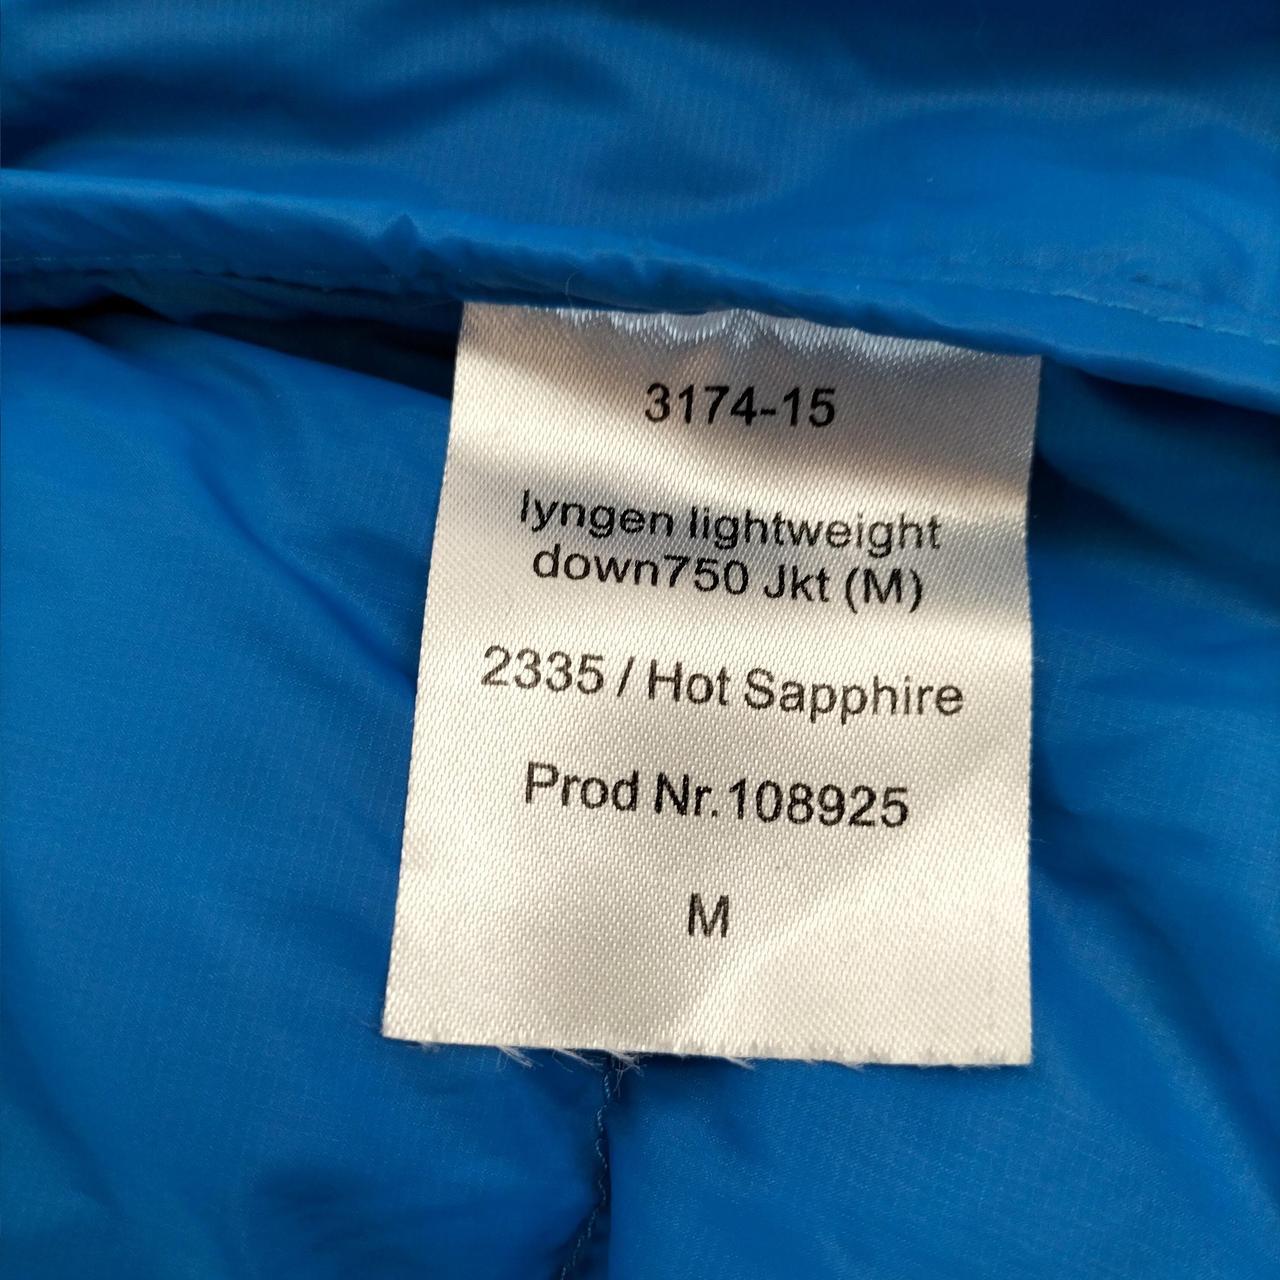 3174-15
lyngen lightweight
down750 Jkt (M)
2335 / Hot Sapphire
Prod Nr.108925
M